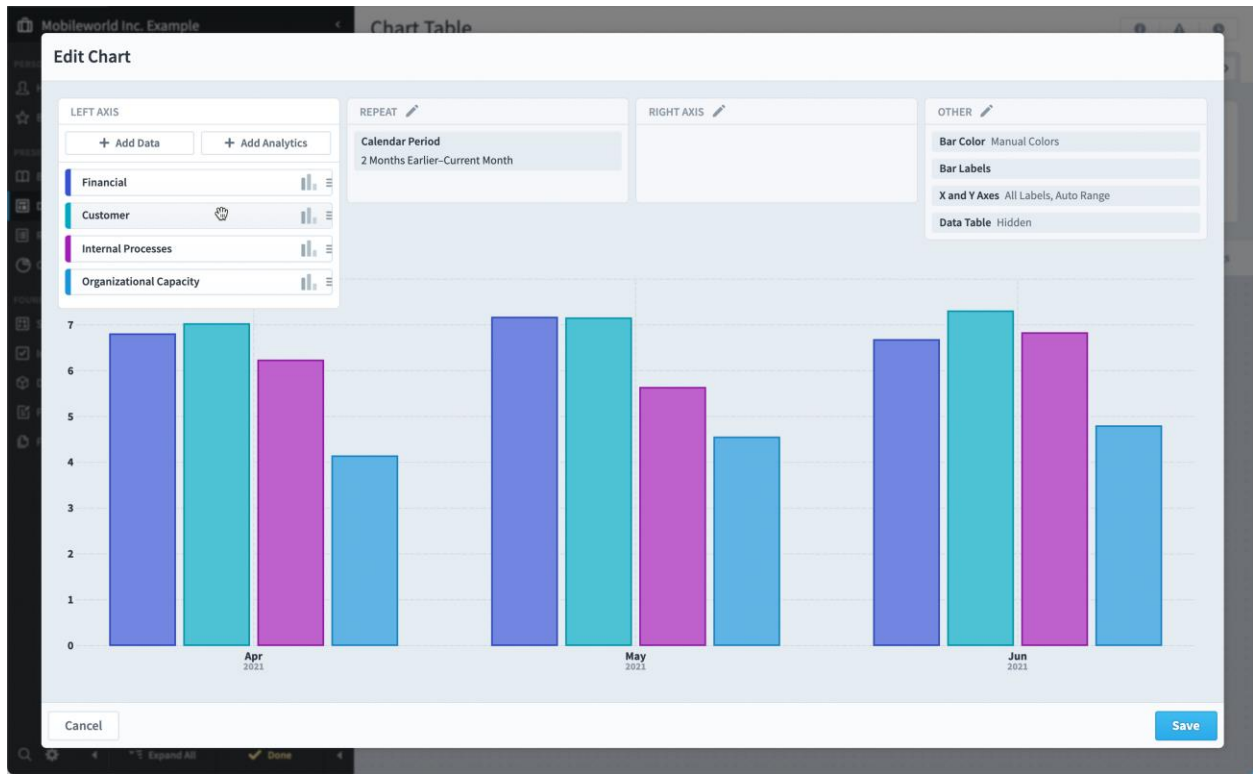 Mobileworld Inc. Example
Chart Table
Edit Chart
LEFT AXIS
+ Add Data
+ Add Analytics
Financial
Customer
Internal Processes
Organizational Capacity
REPEAT
Calendar Period
2 Months Earlier–Current Month
RIGHT AXIS
OTHER
Bar Color Manual Colors
Bar Labels
X and Y Axes All Labels, Auto Range
Data Table Hidden
7
6
5
4
3
2
1
0
Apr
2021
May
2021
Jun
2021
Cancel
Save
Expand All
Done